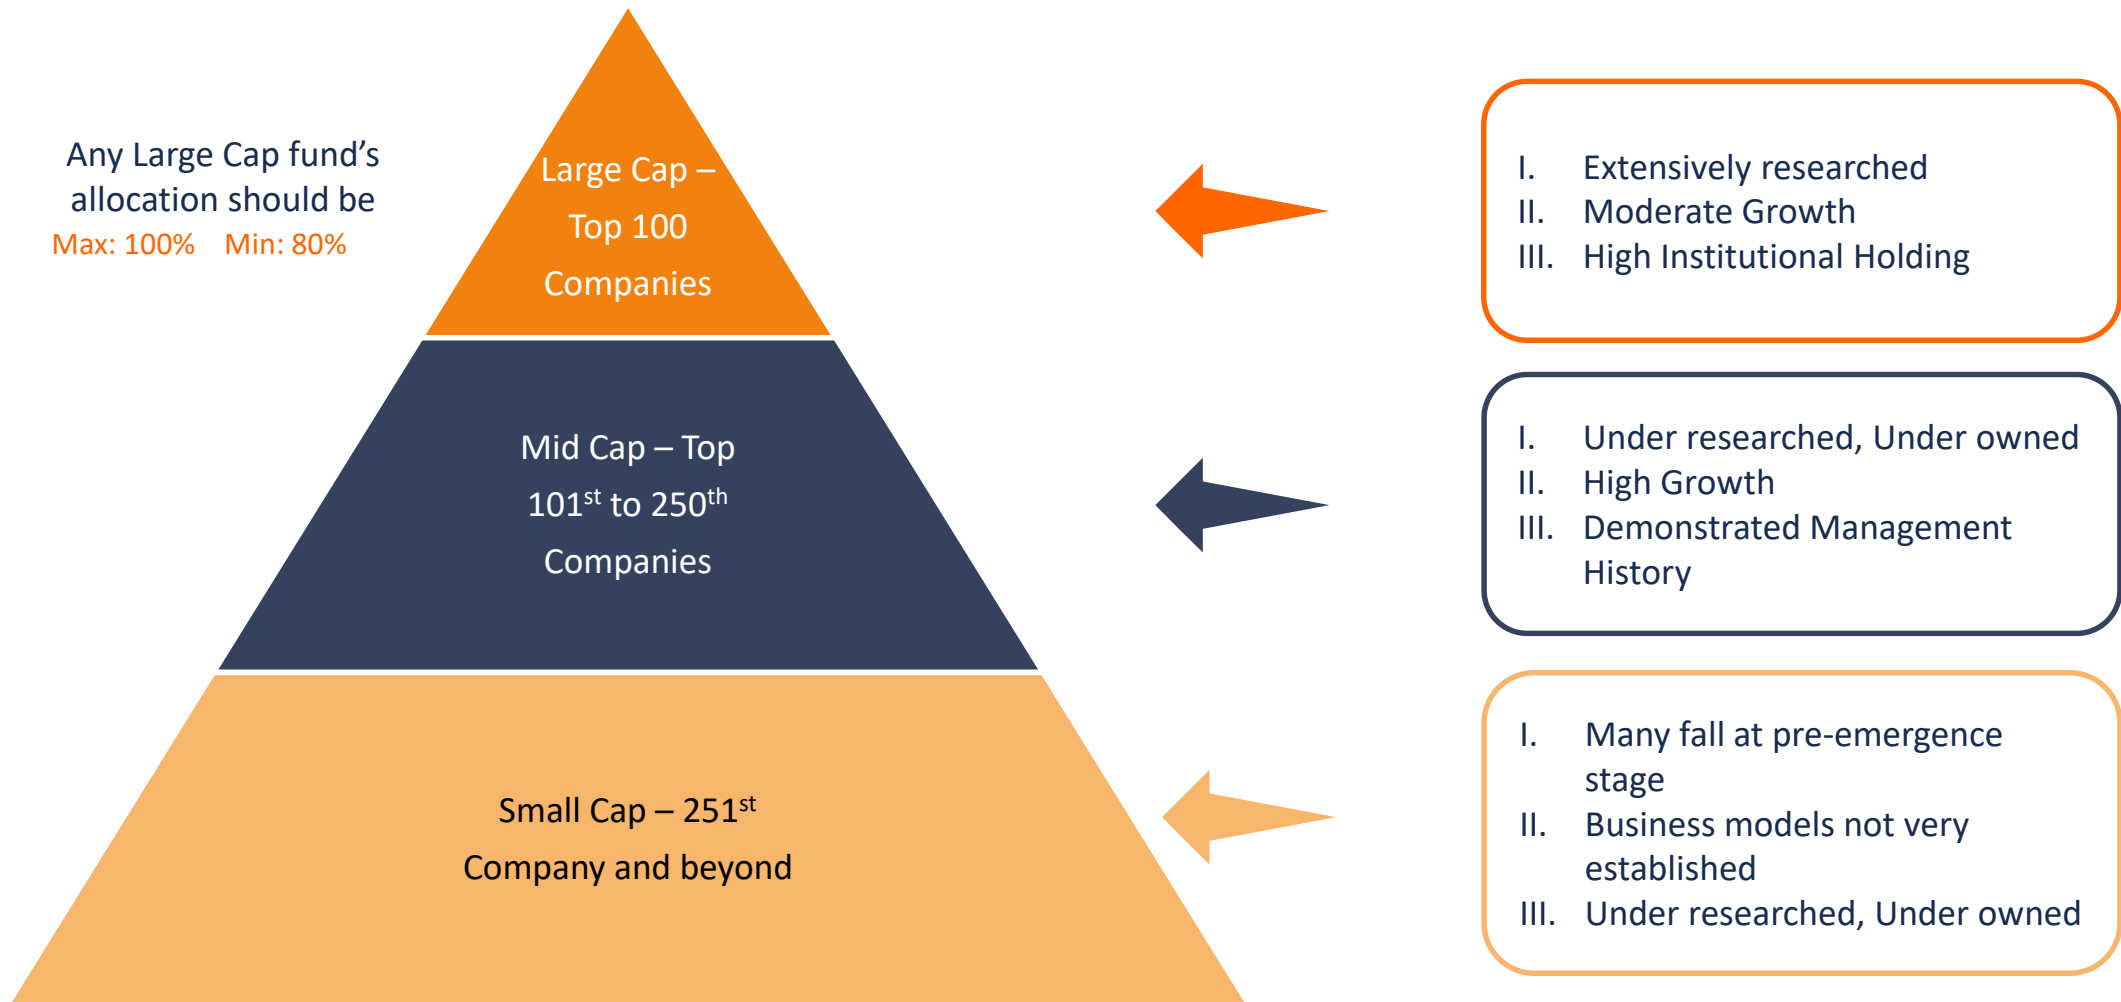 Any Large Cap fund’s
allocation should be
Max: 100% Min: 80%
Large Cap –
Top 100
Companies
I. Extensively researched
II. Moderate Growth
III. High Institutional Holding
Mid Cap – Top
101st to 250th
Companies
I. Under researched, Under owned
II. High Growth
III. Demonstrated Management
History
Small Cap – 251st
Company and beyond
I. Many fall at pre-emergence
stage
II. Business models not very
established
III. Under researched, Under owned